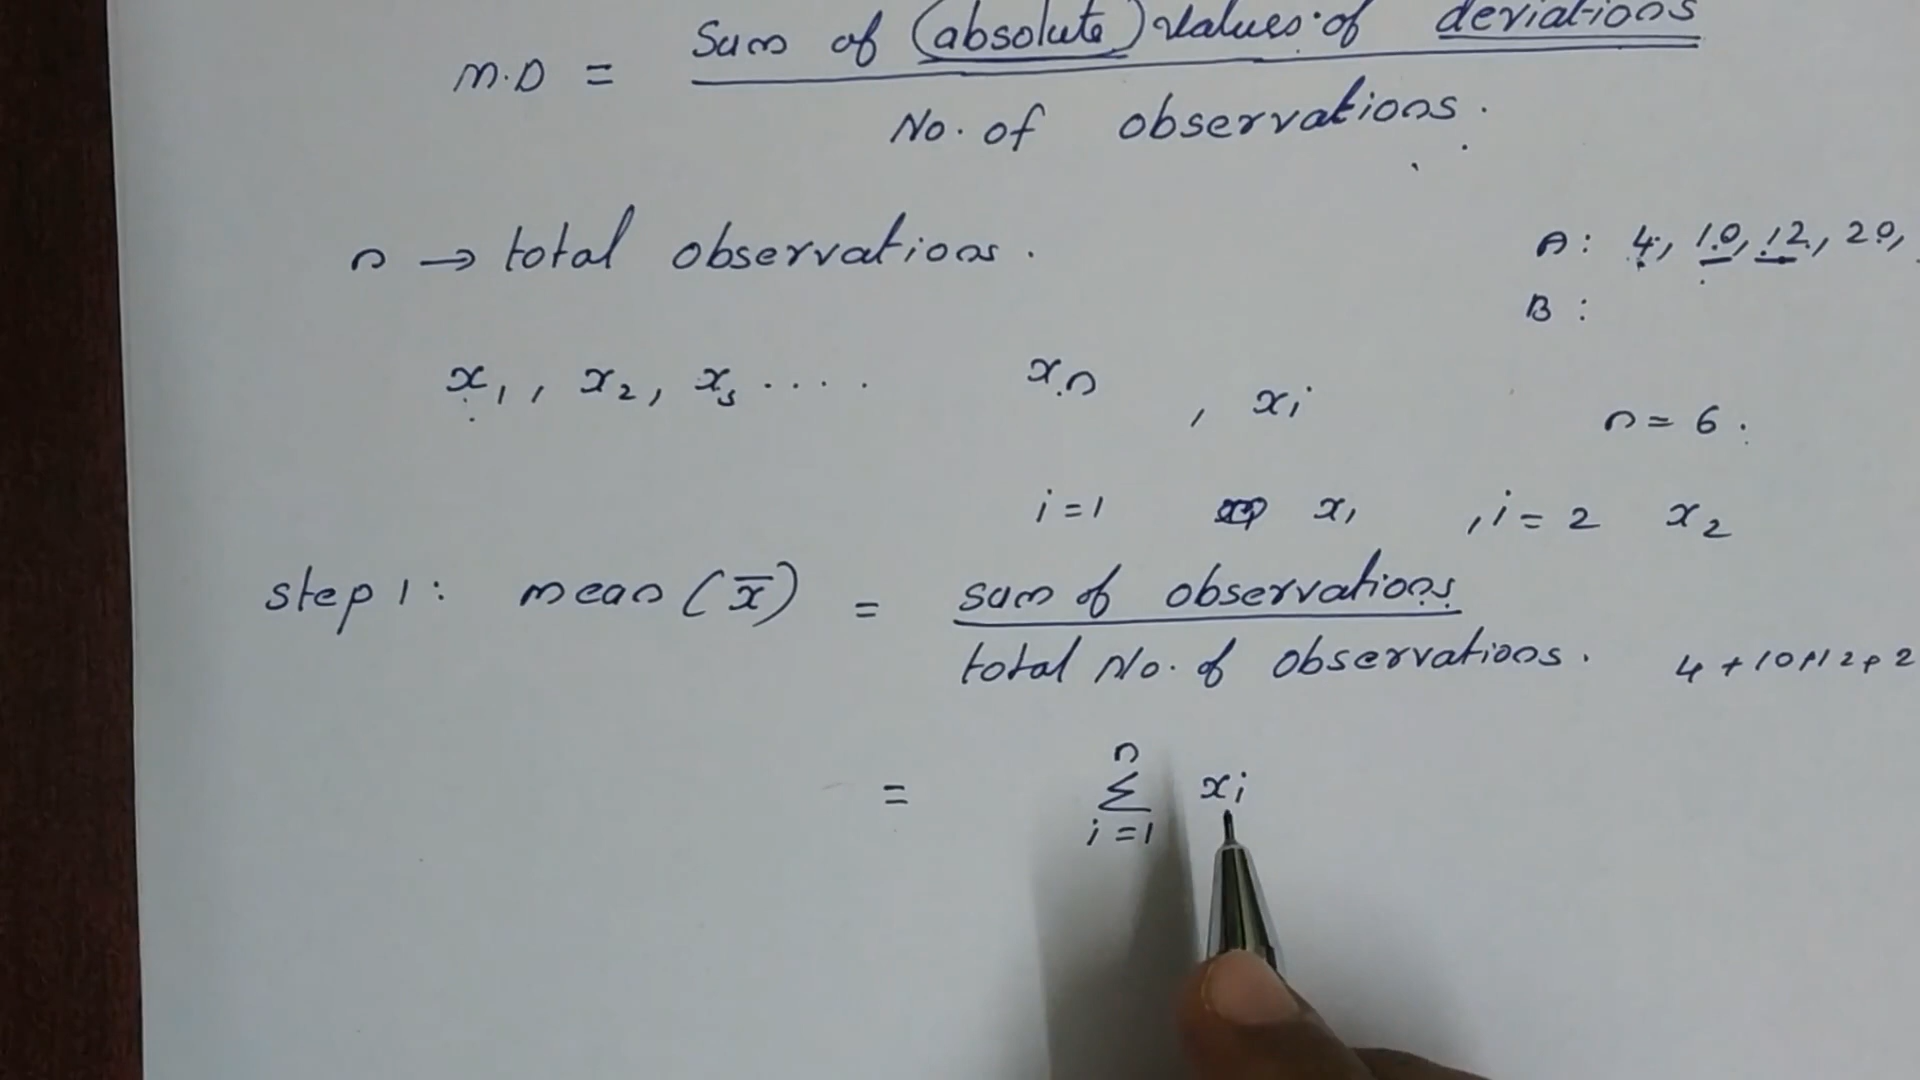 Sum of (absolute) values of deviations
M.D =
No. of observations.
n → total observations.
A: 4, 10, 12, 20,
B :
x₁, x₂, x₃ .... xₙ , xi
n = 6 .
i = 1 x₁ , i = 2 x₂
step 1: mean (x̄) = sum of observations
total No. of observations. 4 + 10 + 12 + 2
n
= Σ xi
i = 1